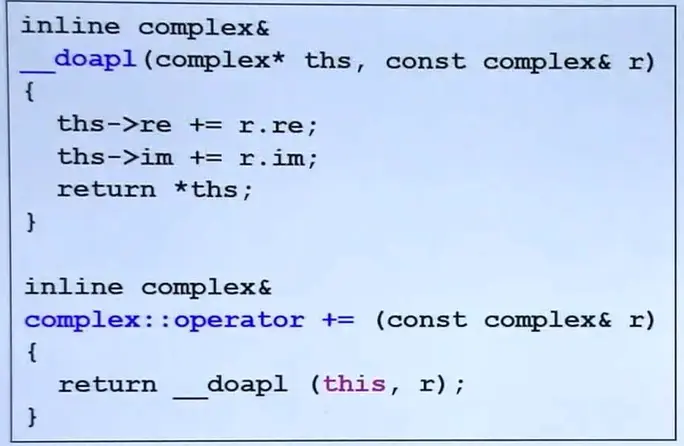 inline complex&
__doapl(complex* ths, const complex& r)
{
  ths->re += r.re;
  ths->im += r.im;
  return *ths;
}
inline complex&
complex::operator += (const complex& r)
{
  return __doapl (this, r);
}